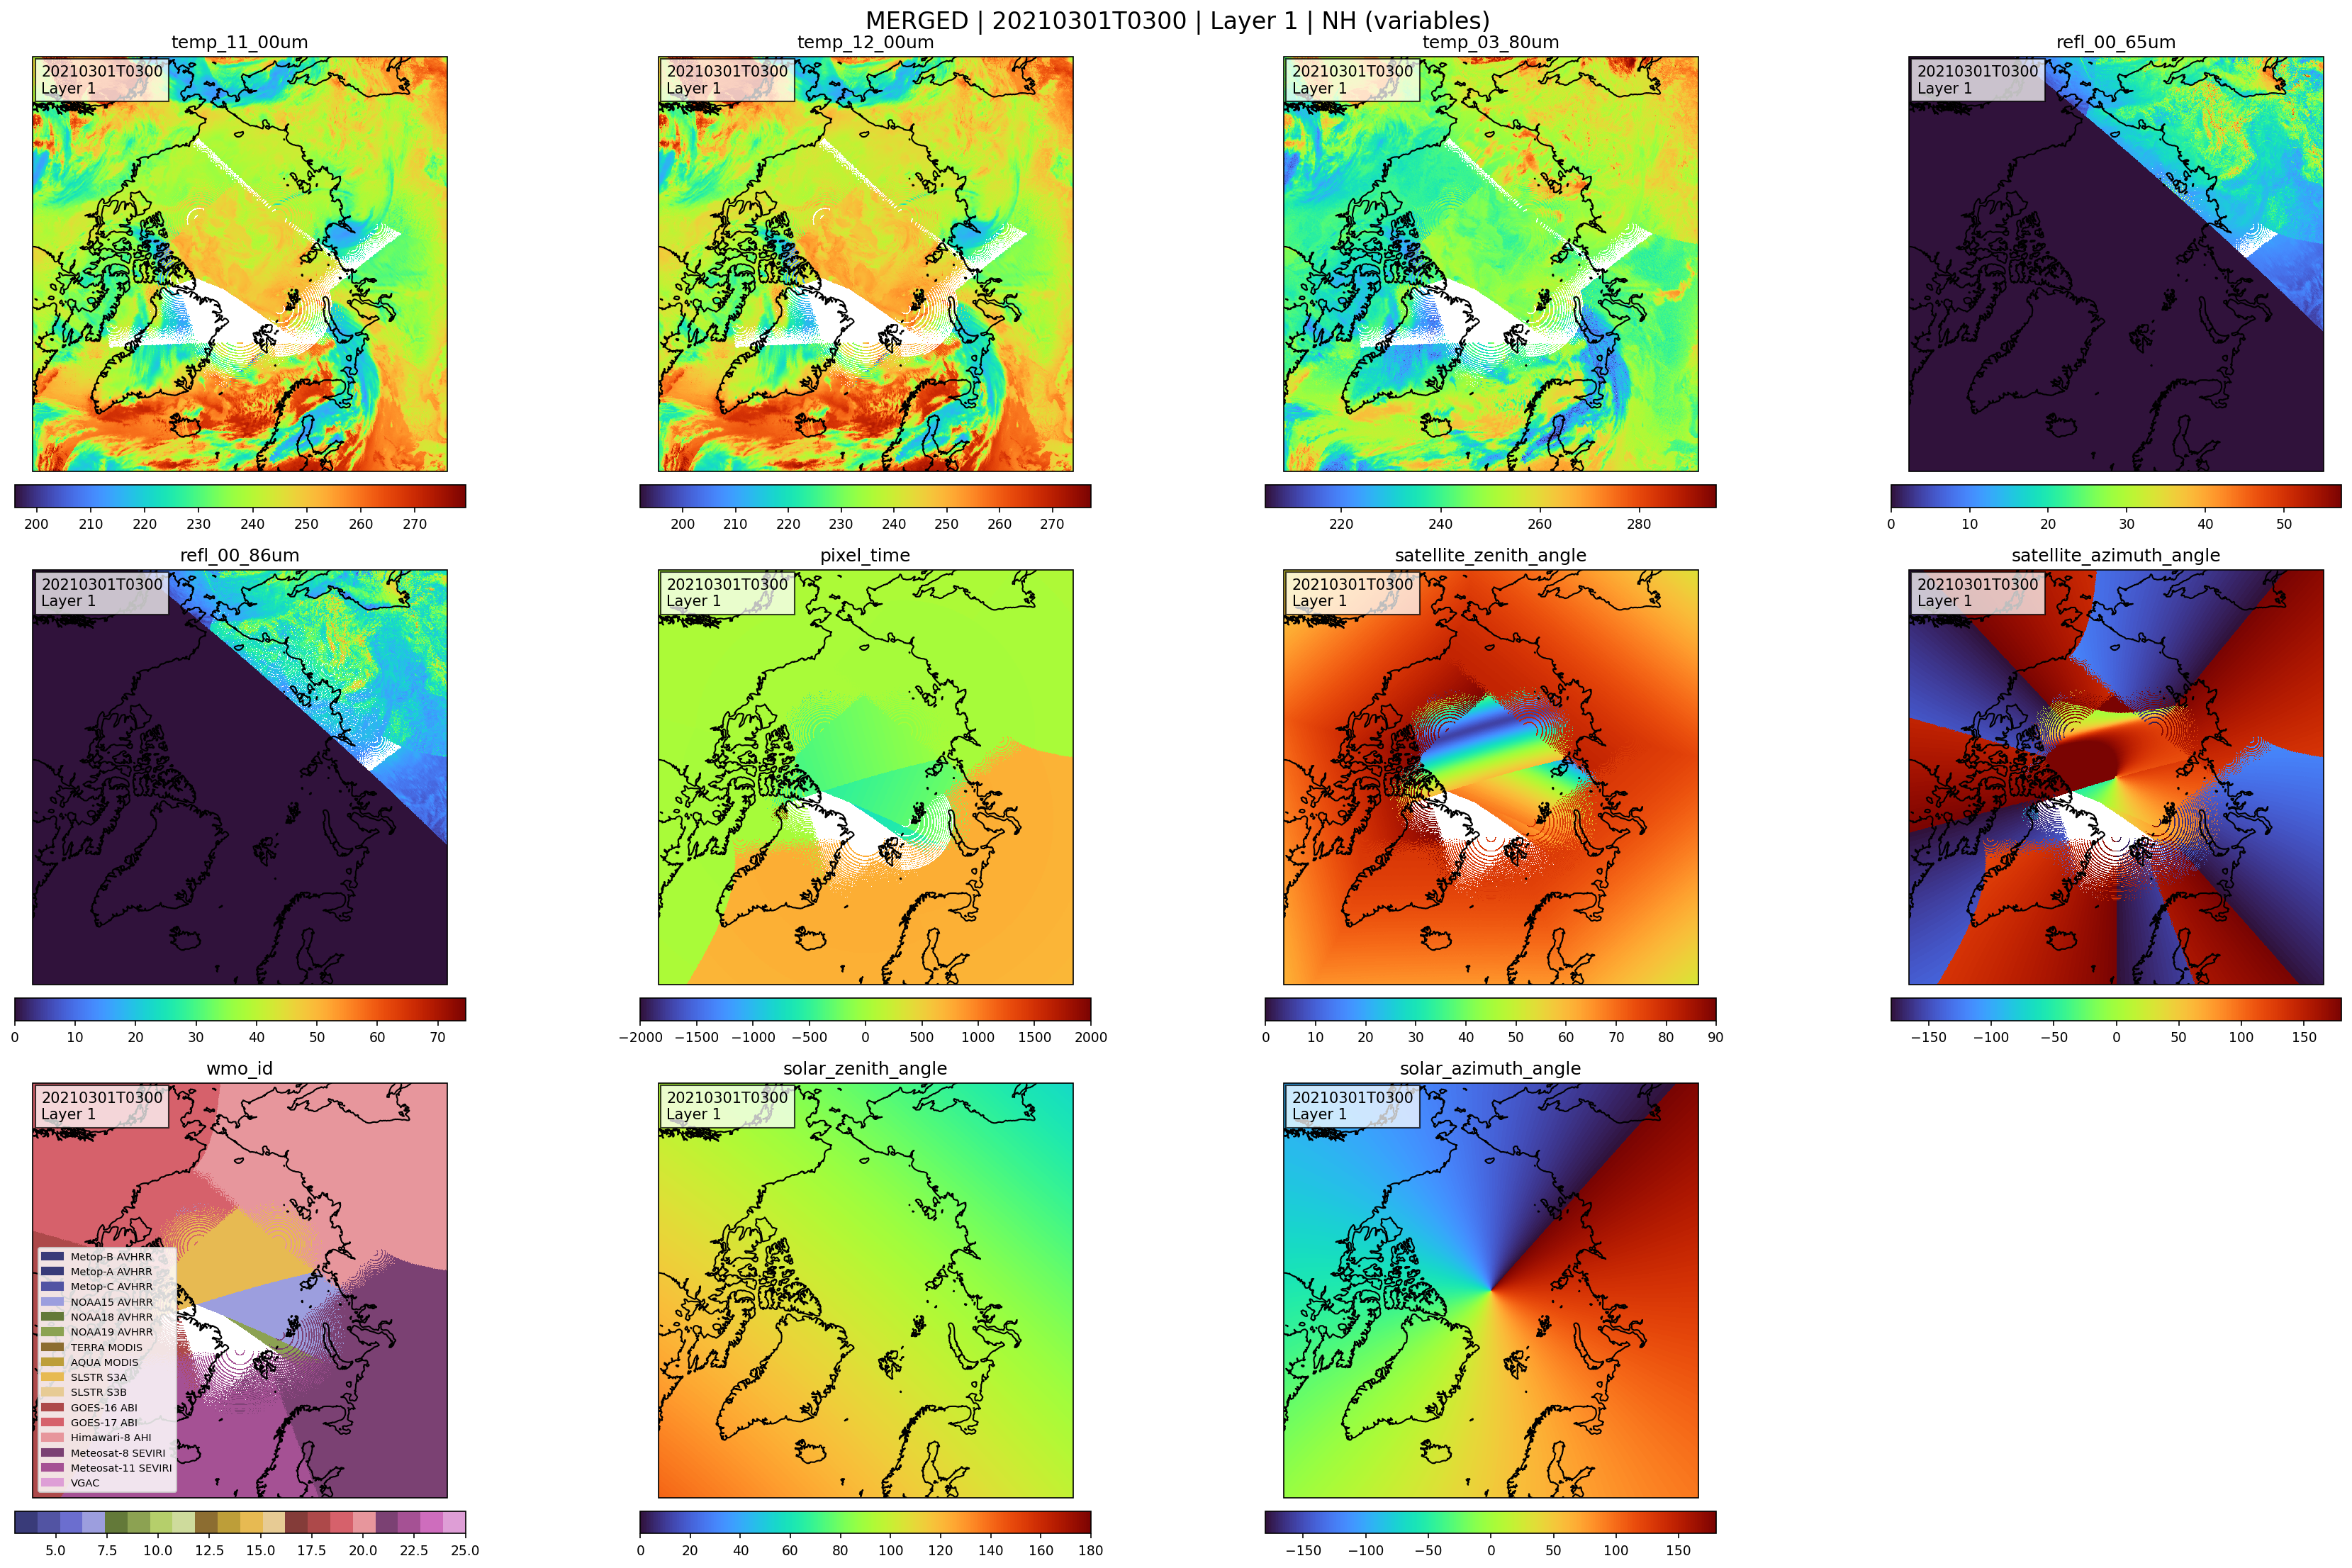 MERGED | 20210301T0300 | Layer 1 | NH (variables)
temp_11_00um
temp_12_00um
temp_03_80um
refl_00_65um
20210301T0300
Layer 1
20210301T0300
Layer 1
20210301T0300
Layer 1
20210301T0300
Layer 1
200 210 220 230 240 250 260 270
200 210 220 230 240 250 260 270
220 240 260 280
0 10 20 30 40 50
refl_00_86um
pixel_time
satellite_zenith_angle
satellite_azimuth_angle
20210301T0300
Layer 1
20210301T0300
Layer 1
20210301T0300
Layer 1
20210301T0300
Layer 1
0 10 20 30 40 50 60 70
−2000 −1500 −1000 −500 0 500 1000 1500 2000
0 10 20 30 40 50 60 70 80 90
−150 −100 −50 0 50 100 150
wmo_id
solar_zenith_angle
solar_azimuth_angle
20210301T0300
Layer 1
20210301T0300
Layer 1
20210301T0300
Layer 1
Metop-B AVHRR
Metop-A AVHRR
Metop-C AVHRR
NOAA15 AVHRR
NOAA18 AVHRR
NOAA19 AVHRR
TERRA MODIS
AQUA MODIS
SLSTR S3A
SLSTR S3B
GOES-16 ABI
GOES-17 ABI
Himawari-8 AHI
Meteosat-8 SEVIRI
Meteosat-11 SEVIRI
VGAC
5.0 7.5 10.0 12.5 15.0 17.5 20.0 22.5 25.0
0 20 40 60 80 100 120 140 160 180
−150 −100 −50 0 50 100 150